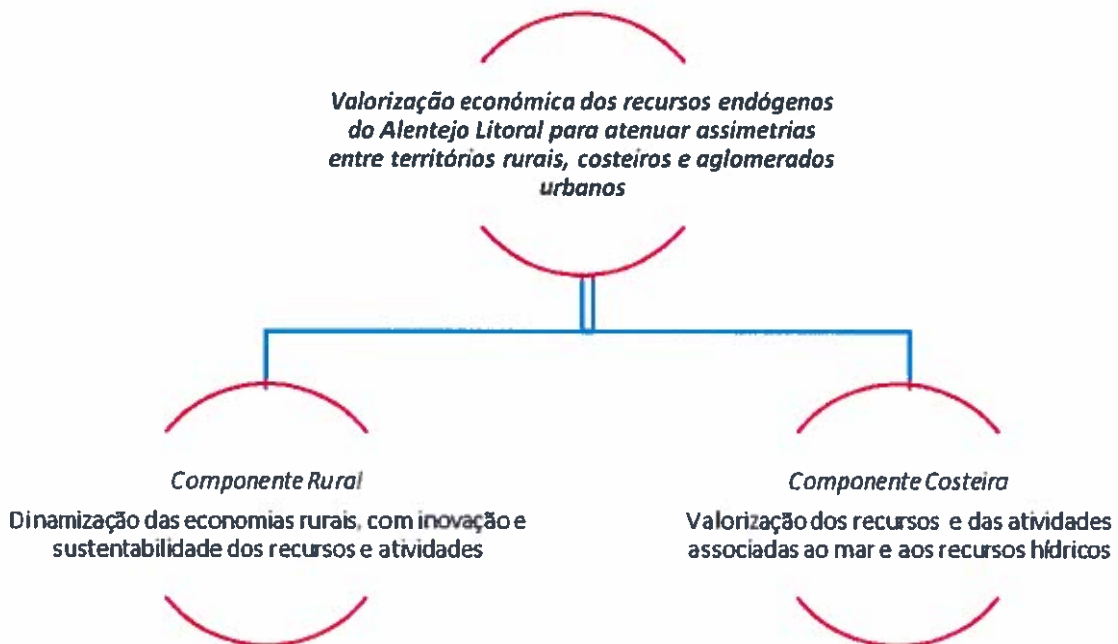 Valorização económica dos recursos endógenos
do Alentejo Litoral para atenuar assimetrias
entre territórios rurais, costeiros e aglomerados
urbanos
Componente Rural
Dinamização das economias rurais, com inovação e
sustentabilidade dos recursos e atividades
Componente Costeira
Valorização dos recursos e das atividades
associadas ao mar e aos recursos hídricos